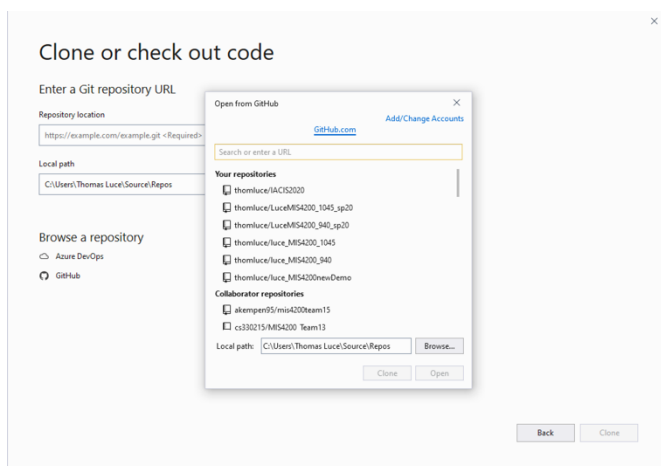 Clone or check out code
Enter a Git repository URL
Repository location
https://example.com/example.git <Required>
Local path
C:\Users\Thomas Luce\Source\Repos
Browse a repository
Azure DevOps
GitHub
Open from GitHub
Add/Change Accounts
GitHub.com
Search or enter a URL
Your repositories
thomluce/IACIS2020
thomluce/LuceMIS4200_1045_sp20
thomluce/LuceMIS4200_940_sp20
thomluce/luce_MIS4200_1045
thomluce/luce_MIS4200_940
thomluce/luce_MIS4200newDemo
Collaborator repositories
akempen95/mis4200team15
cs330215/MIS4200 Team13
Local path: C:\Users\Thomas Luce\Source\Repos Browse...
Clone Open
Back Clone